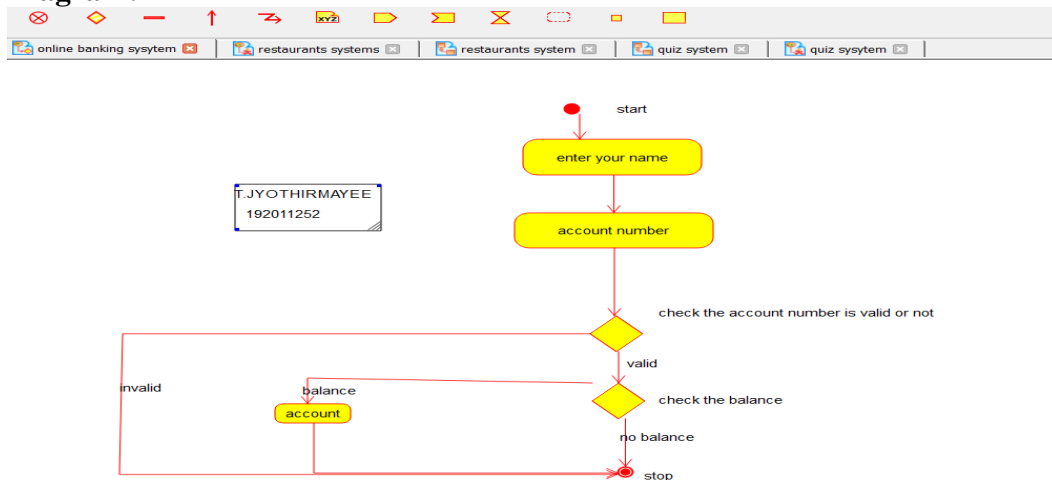 XYZ
online banking sysytem
restaurants systems
restaurants system
quiz system
quiz sysytem
start
enter your name
T.JYOTHIRMAYEE
192011252
account number
check the account number is valid or not
valid
invalid
balance
check the balance
account
no balance
stop